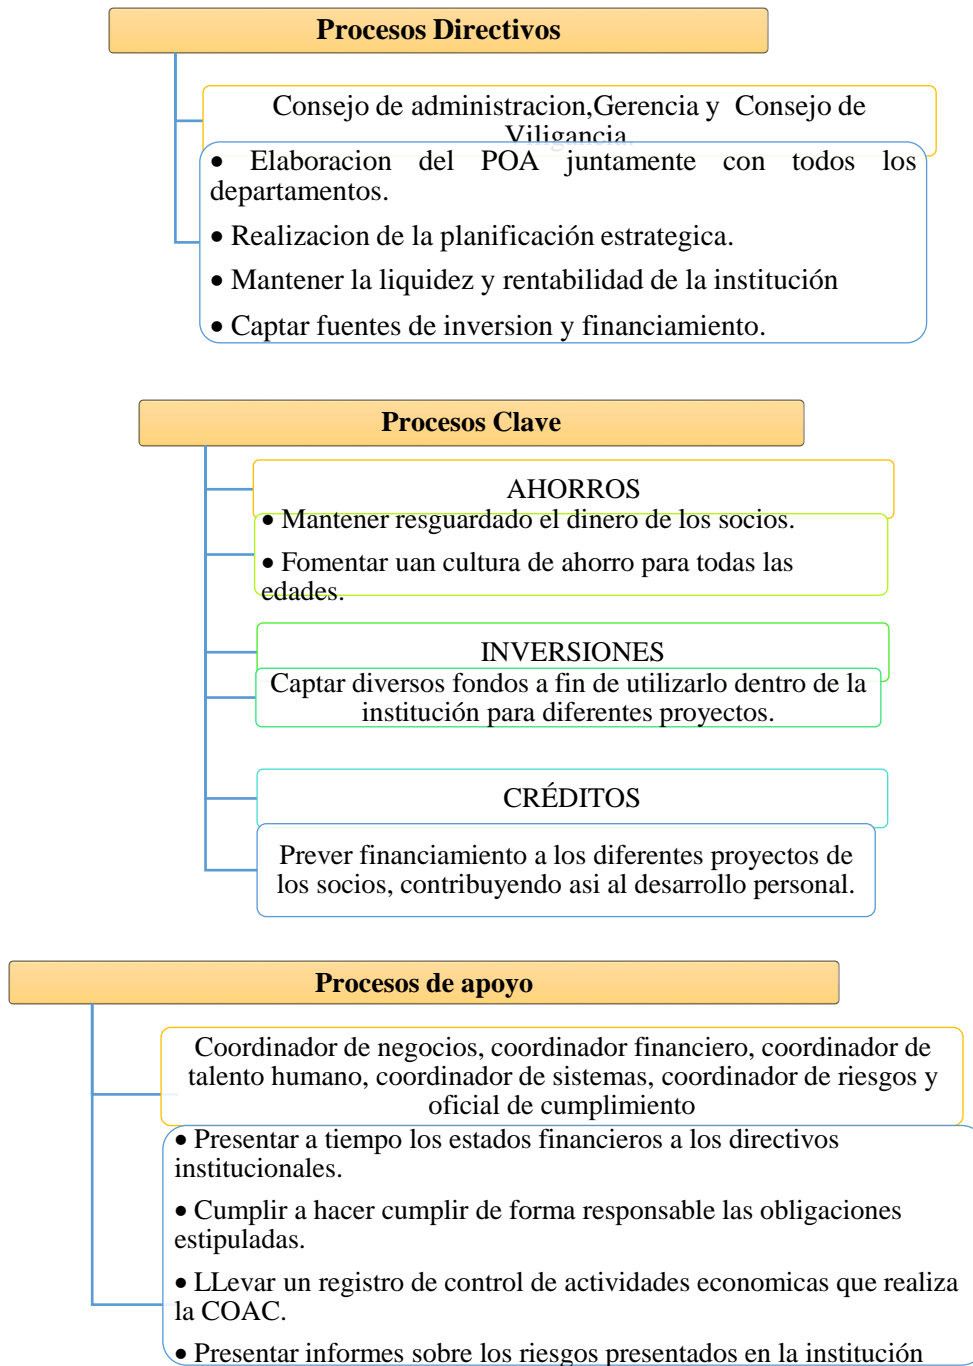 Procesos Directivos
Consejo de administracion,Gerencia y Consejo de
Viligancia.
• Elaboracion del POA juntamente con todos los
departamentos.
• Realizacion de la planificación estrategica.
• Mantener la liquidez y rentabilidad de la institución
• Captar fuentes de inversion y financiamiento.
Procesos Clave
AHORROS
• Mantener resguardado el dinero de los socios.
• Fomentar uan cultura de ahorro para todas las
edades.
INVERSIONES
Captar diversos fondos a fin de utilizarlo dentro de la
institución para diferentes proyectos.
CRÉDITOS
Prever financiamiento a los diferentes proyectos de
los socios, contribuyendo asi al desarrollo personal.
Procesos de apoyo
Coordinador de negocios, coordinador financiero, coordinador de
talento humano, coordinador de sistemas, coordinador de riesgos y
oficial de cumplimiento
• Presentar a tiempo los estados financieros a los directivos
institucionales.
• Cumplir a hacer cumplir de forma responsable las obligaciones
estipuladas.
• LLevar un registro de control de actividades economicas que realiza
la COAC.
• Presentar informes sobre los riesgos presentados en la institución